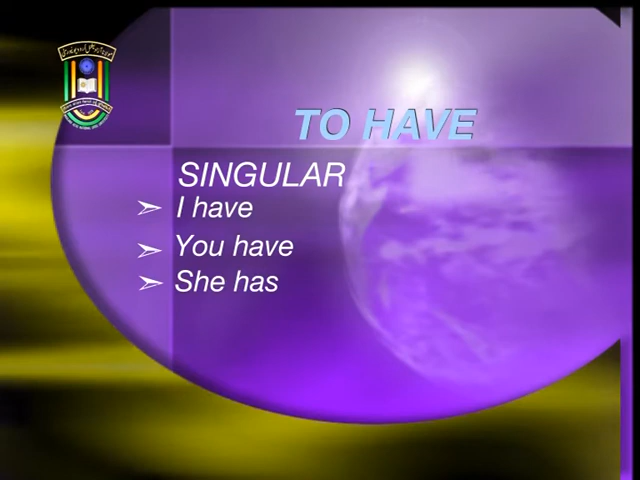 TO HAVE
SINGULAR
➢ I have
➢ You have
➢ She has